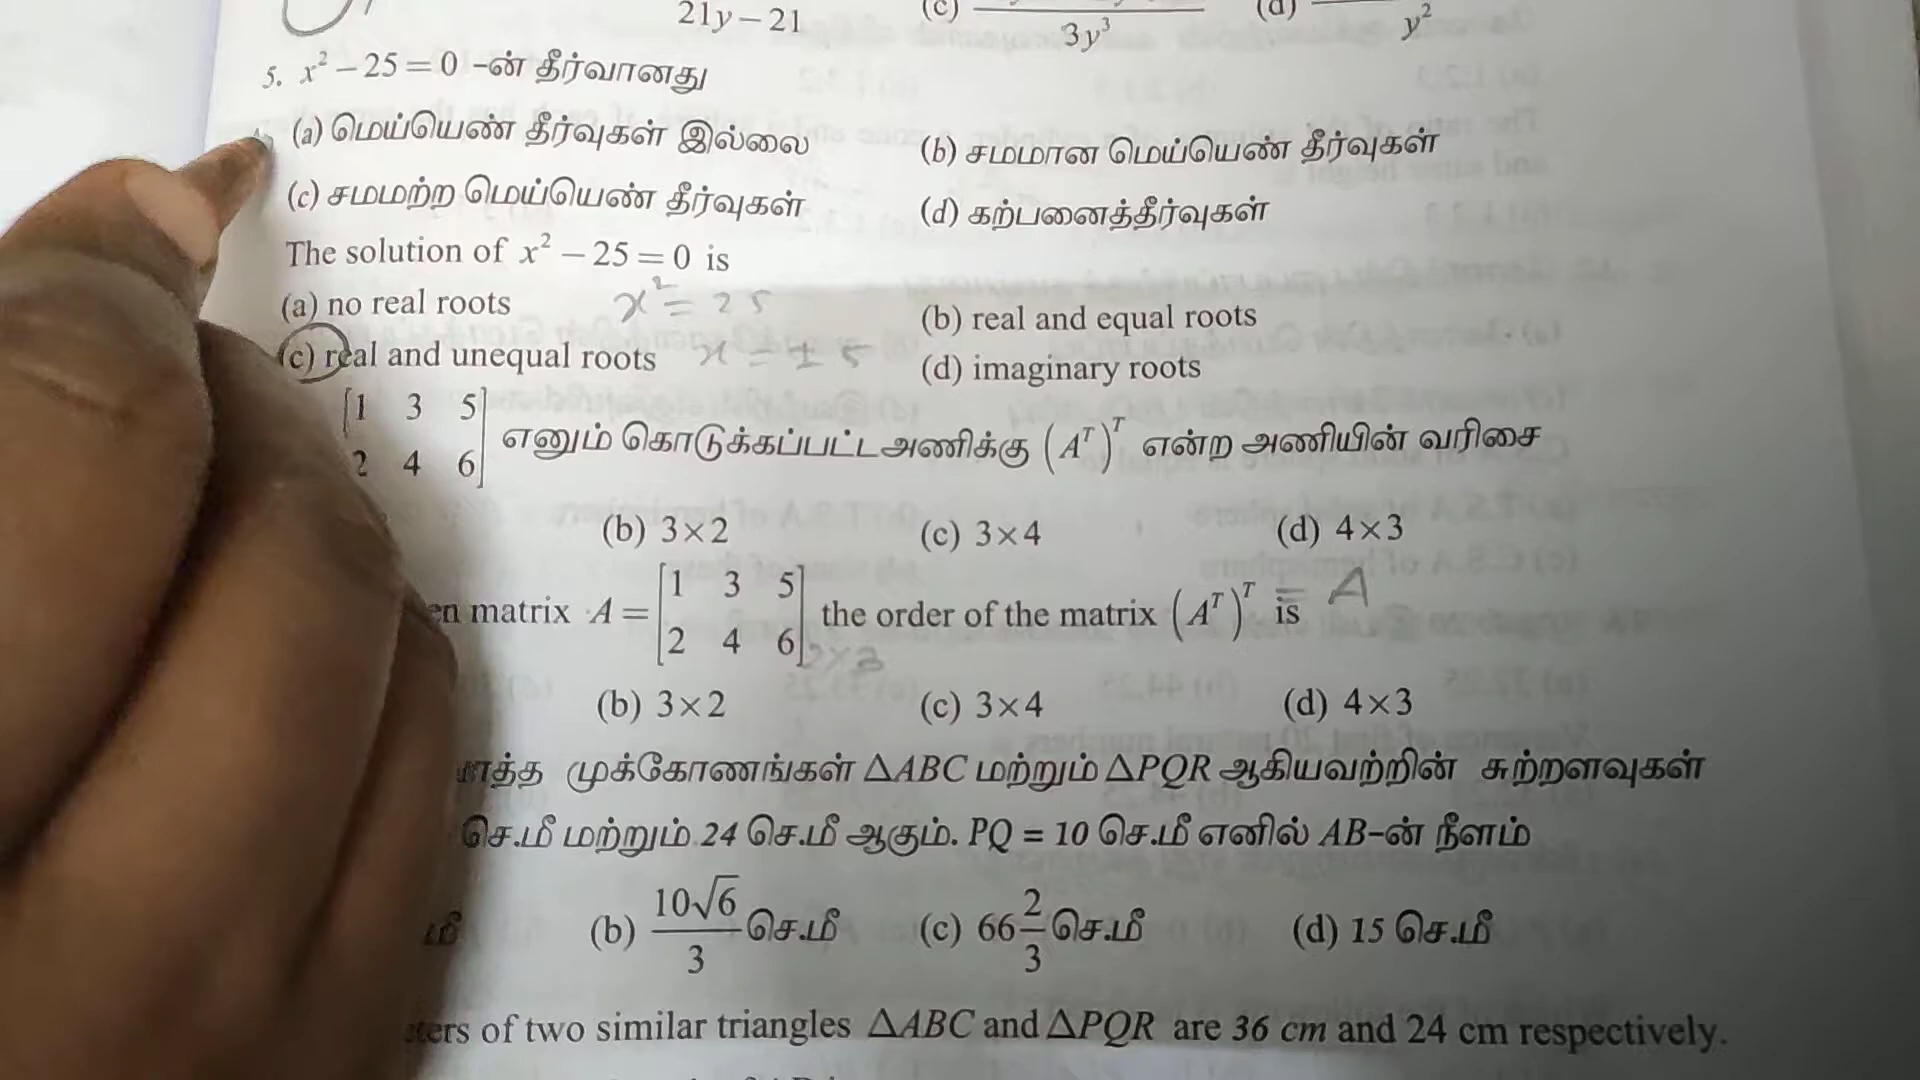 21y – 21 (c) 3y³ (d) y²
5. x² – 25 = 0 -ன் தீர்வானது
(a) மெய்யெண் தீர்வுகள் இல்லை (b) சமமான மெய்யெண் தீர்வுகள்
(c) சமமற்ற மெய்யெண் தீர்வுகள் (d) கற்பனைத்தீர்வுகள்
The solution of x² – 25 = 0 is
(a) no real roots x² = 25 (b) real and equal roots
(c) real and unequal roots x = ± 5 (d) imaginary roots
[1 3 5
2 4 6] எனும் கொடுக்கப்பட்ட அணிக்கு (Aᵀ)ᵀ என்ற அணியின் வரிசை
(b) 3×2 (c) 3×4 (d) 4×3
matrix A = [1 3 5
2 4 6] 2×3 the order of the matrix (Aᵀ)ᵀ is = A
(b) 3×2 (c) 3×4 (d) 4×3
முக்கோணங்கள் ΔABC மற்றும் ΔPQR ஆகியவற்றின் சுற்றளவுகள்
செ.மீ மற்றும் 24 செ.மீ ஆகும். PQ = 10 செ.மீ எனில் AB-ன் நீளம்
மீ (b) 10√6/3 செ.மீ (c) 66 2/3 செ.மீ (d) 15 செ.மீ
of two similar triangles ΔABC and ΔPQR are 36 cm and 24 cm respectively.